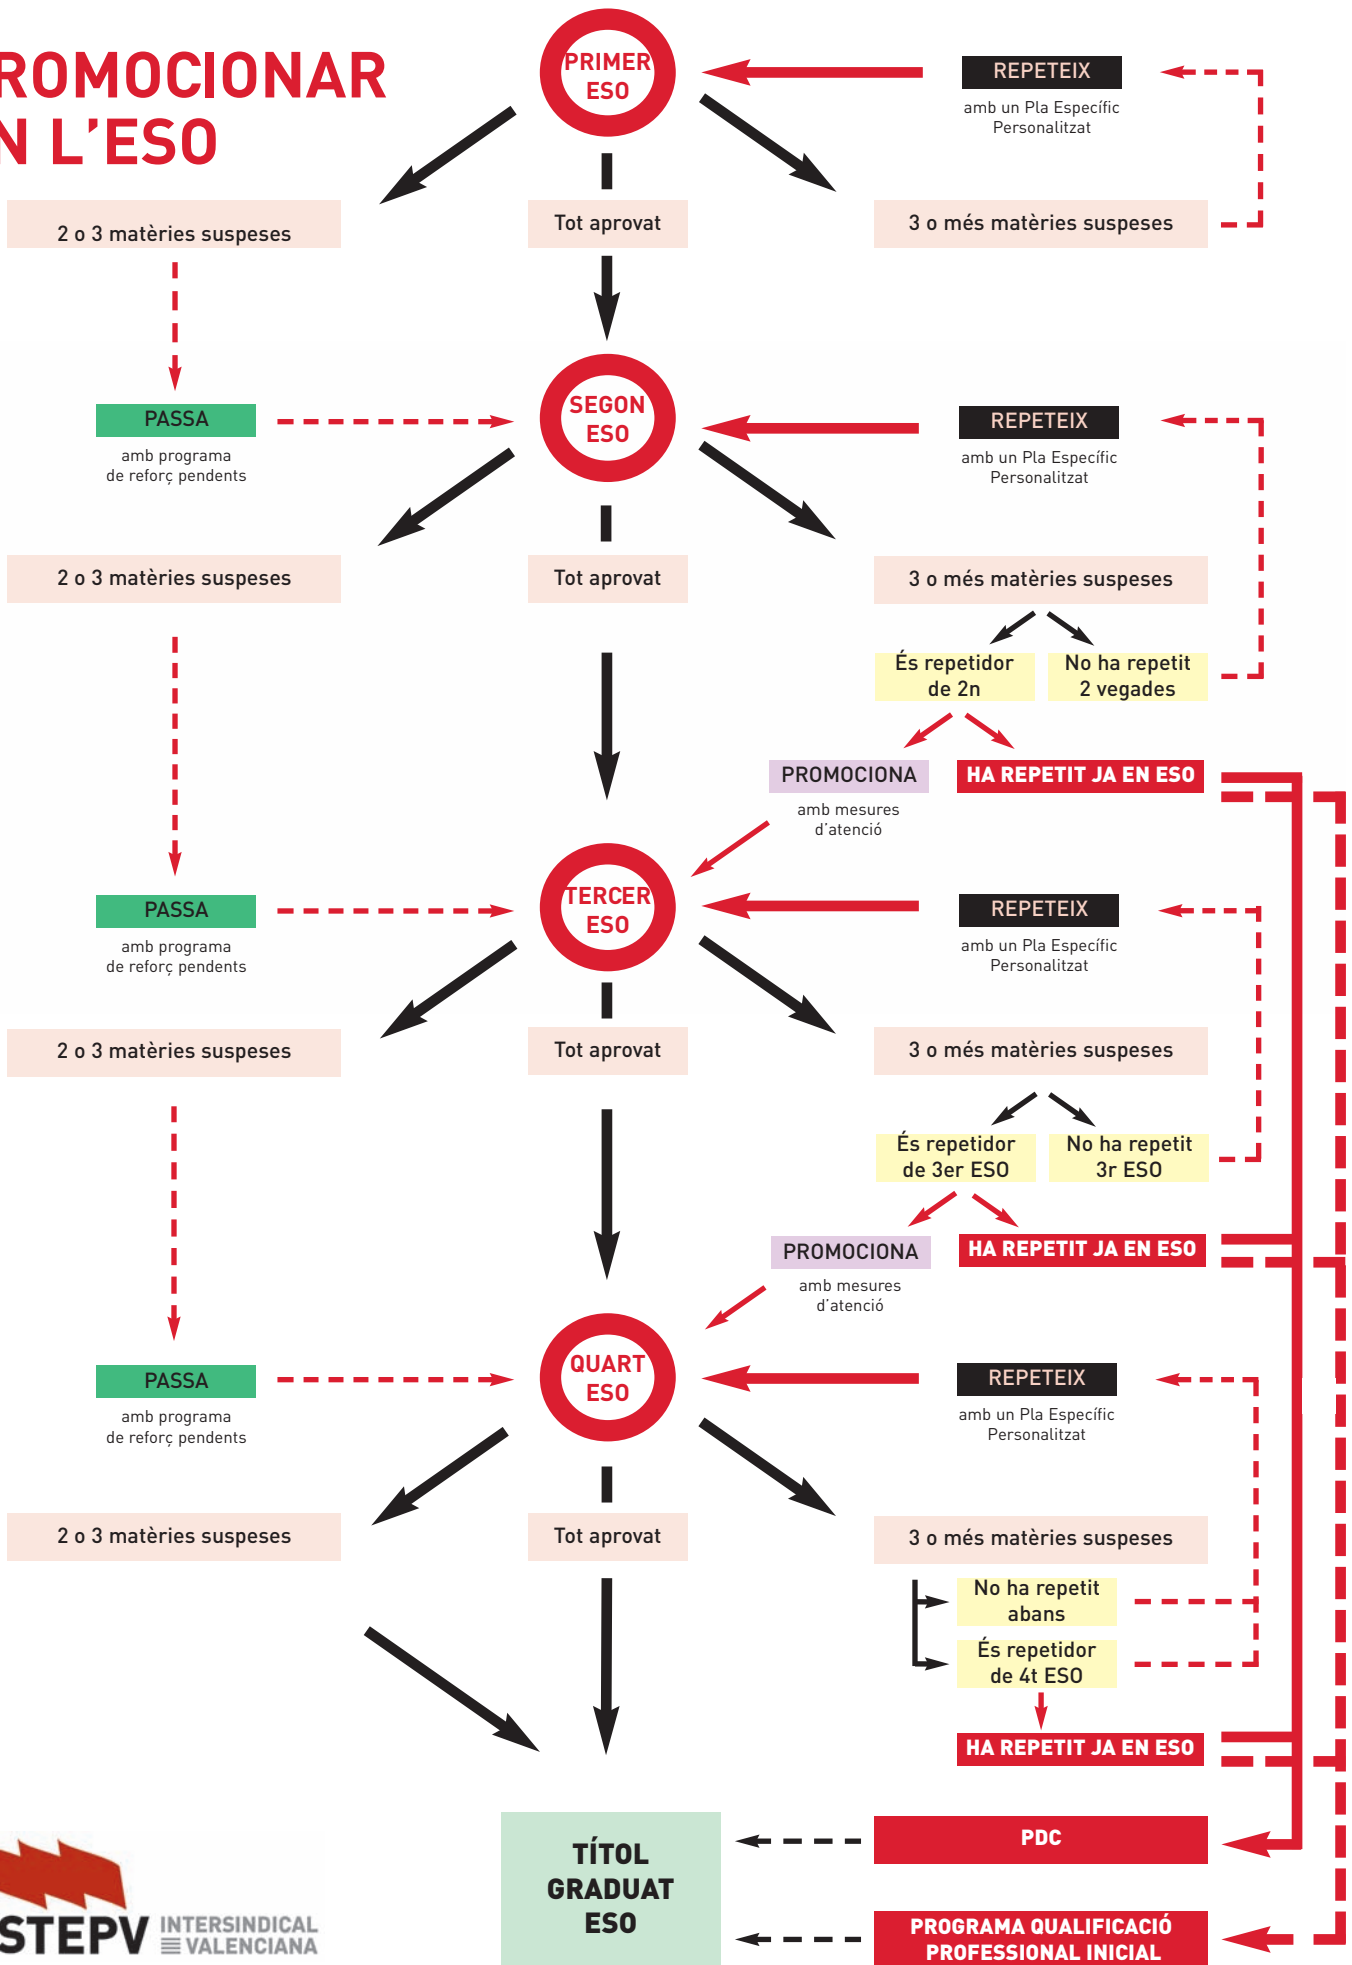 ROMOCIONAR
N L'ESO
PRIMER
ESO
REPETEIX
amb un Pla Específic
Personalitzat
2 o 3 matèries suspeses
Tot aprovat
3 o més matèries suspeses
PASSA
amb programa
de reforç pendents
SEGON
ESO
REPETEIX
amb un Pla Específic
Personalitzat
2 o 3 matèries suspeses
Tot aprovat
3 o més matèries suspeses
És repetidor
de 2n
No ha repetit
2 vegades
PROMOCIONA
amb mesures
d'atenció
HA REPETIT JA EN ESO
PASSA
amb programa
de reforç pendents
TERCER
ESO
REPETEIX
amb un Pla Específic
Personalitzat
2 o 3 matèries suspeses
Tot aprovat
3 o més matèries suspeses
És repetidor
de 3er ESO
No ha repetit
3r ESO
PROMOCIONA
amb mesures
d'atenció
HA REPETIT JA EN ESO
PASSA
amb programa
de reforç pendents
QUART
ESO
REPETEIX
amb un Pla Específic
Personalitzat
2 o 3 matèries suspeses
Tot aprovat
3 o més matèries suspeses
No ha repetit
abans
És repetidor
de 4t ESO
HA REPETIT JA EN ESO
TÍTOL
GRADUAT
ESO
PDC
PROGRAMA QUALIFICACIÓ
PROFESSIONAL INICIAL
STEPV
INTERSINDICAL
VALENCIANA